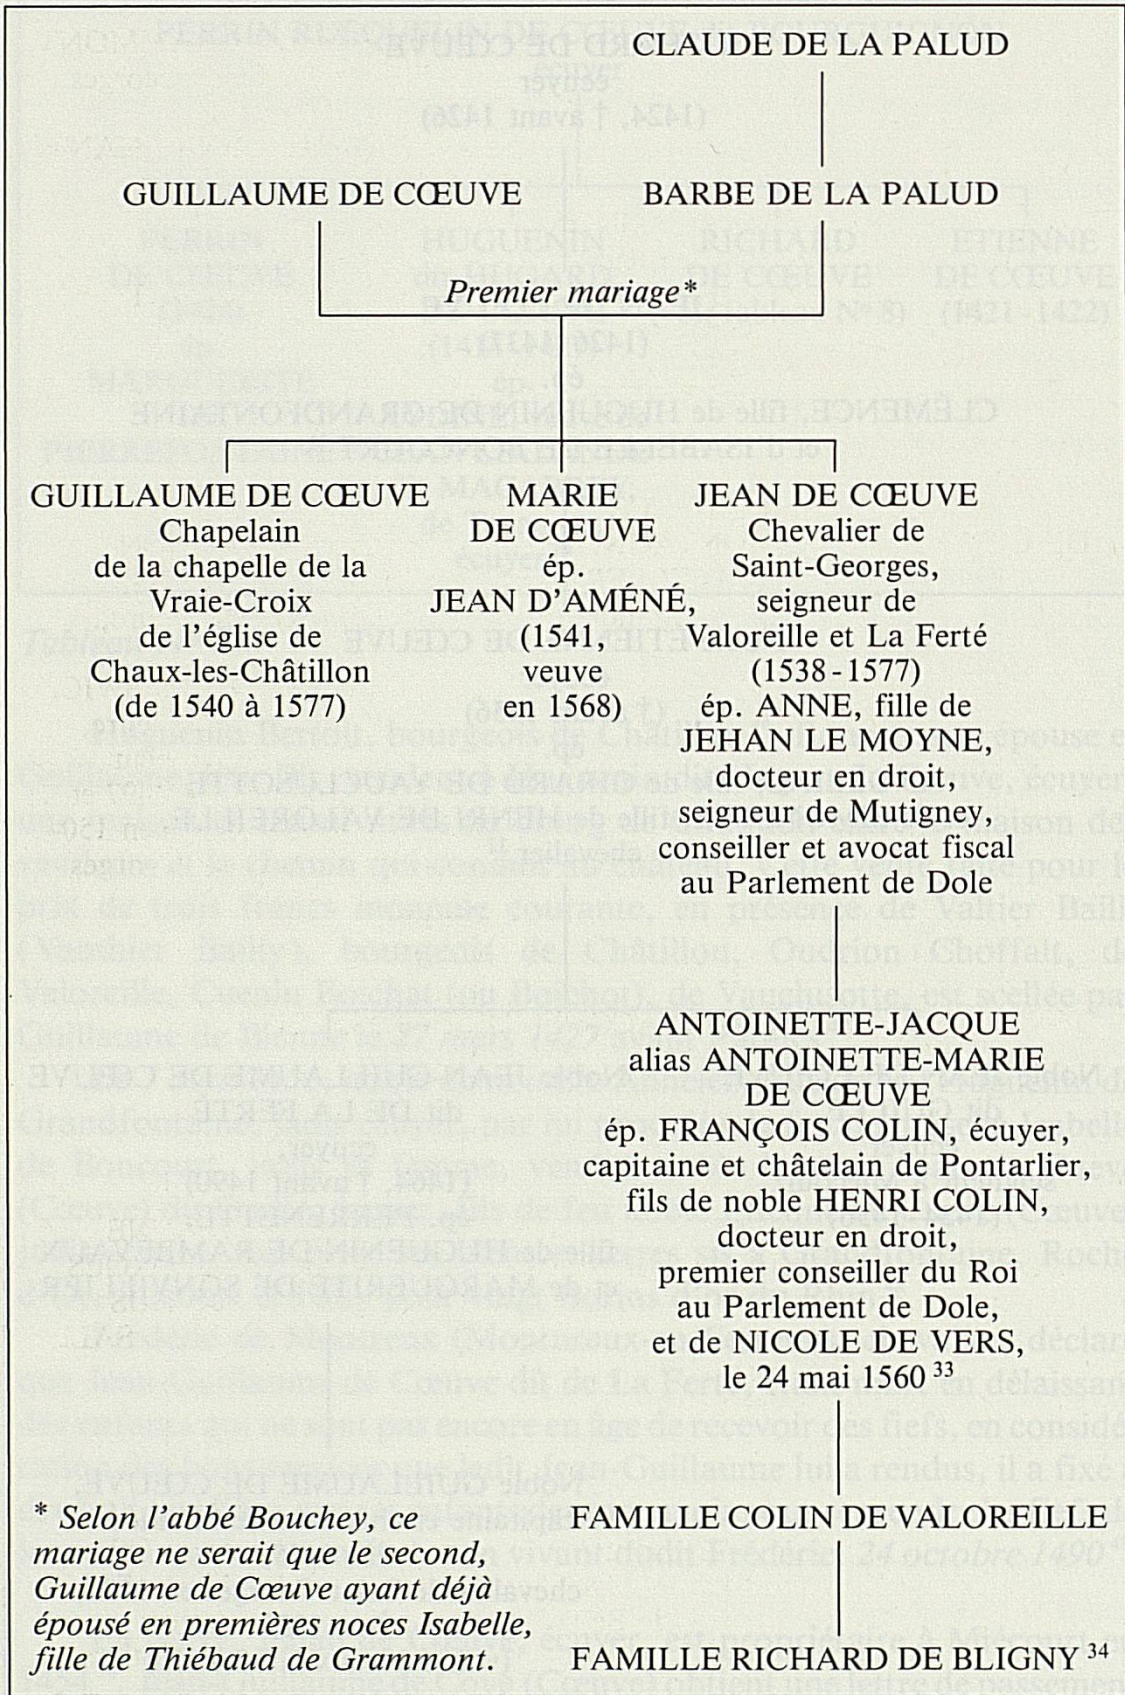 CLAUDE DE LA PALUD
GUILLAUME DE CŒUVE
BARBE DE LA PALUD
Premier mariage*
GUILLAUME DE CŒUVE
Chapelain
de la chapelle de la
Vraie-Croix
de l'église de
Chaux-les-Châtillon
(de 1540 à 1577)
MARIE
DE CŒUVE
ép.
JEAN D'AMÉNÉ,
(1541,
veuve
en 1568)
JEAN DE CŒUVE
Chevalier de
Saint-Georges,
seigneur de
Valoreille et La Ferté
(1538-1577)
ép. ANNE, fille de
JEHAN LE MOYNE,
docteur en droit,
seigneur de Mutigney,
conseiller et avocat fiscal
au Parlement de Dole
ANTOINETTE-JACQUE
alias ANTOINETTE-MARIE
DE CŒUVE
ép. FRANÇOIS COLIN, écuyer,
capitaine et châtelain de Pontarlier,
fils de noble HENRI COLIN,
docteur en droit,
premier conseiller du Roi
au Parlement de Dole,
et de NICOLE DE VERS,
le 24 mai 1560 33
FAMILLE COLIN DE VALOREILLE
FAMILLE RICHARD DE BLIGNY 34
* Selon l'abbé Bouchey, ce
mariage ne serait que le second,
Guillaume de Cœuve ayant déjà
épousé en premières noces Isabelle,
fille de Thiébaud de Grammont.